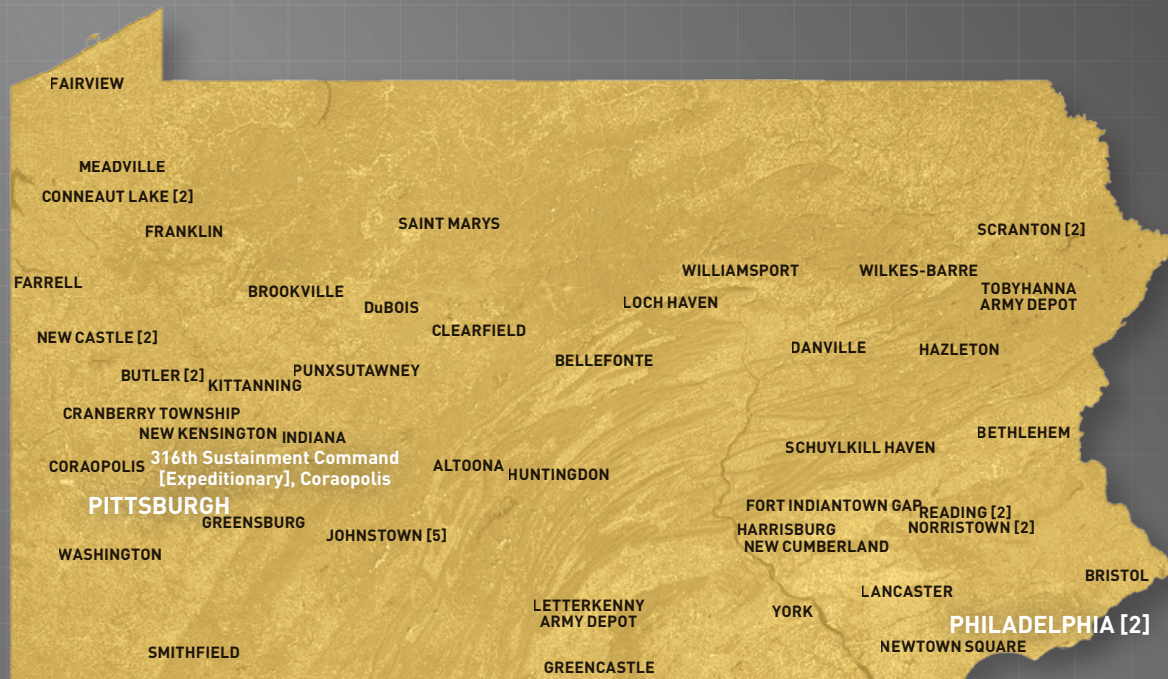 FAIRVIEW
MEADVILLE
CONNEAUT LAKE [2]
FRANKLIN
SAINT MARYS
SCRANTON [2]
FARRELL
BROOKVILLE
WILLIAMSPORT
WILKES-BARRE
TOBYHANNA
ARMY DEPOT
DuBOIS
LOCH HAVEN
CLEARFIELD
NEW CASTLE [2]
DANVILLE
HAZLETON
BELLEFONTE
BUTLER [2]
KITTANNING
PUNXSUTAWNEY
CRANBERRY TOWNSHIP
NEW KENSINGTON
INDIANA
BETHLEHEM
SCHUYLKILL HAVEN
CORAOPOLIS
316th Sustainment Command
[Expeditionary], Coraopolis
ALTOONA
HUNTINGDON
PITTSBURGH
FORT INDIANTOWN GAP
READING [2]
GREENSBURG
HARRISBURG
NORRISTOWN [2]
JOHNSTOWN [5]
NEW CUMBERLAND
WASHINGTON
BRISTOL
LANCASTER
LETTERKENNY
ARMY DEPOT
YORK
PHILADELPHIA [2]
NEWTOWN SQUARE
SMITHFIELD
GREENCASTLE